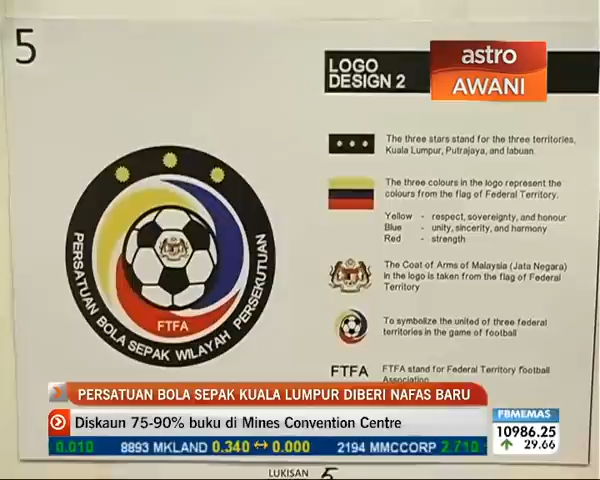 5
astro
AWANI
LOGO
DESIGN 2
The three stars stand for the three territories,
Kuala Lumpur, Putrajaya, and labuan.
The three colours in the logo represent the
colours from the flag of Federal Territory.
Yellow - respect, sovereignty, and honour
Blue - unity, sincerity, and harmony
Red - strength
The Coat of Arms of Malaysia (Jata Negara)
in the logo is taken from the flag of Federal
Territory
To symbolize the united of three federal
territories in the game of football
FTFA
FTFA stand for Federal Territory football
Association
PERSATUAN BOLA SEPAK WILAYAH PERSEKUTUAN
FTFA
PERSATUAN BOLA SEPAK KUALA LUMPUR DIBERI NAFAS BARU
Diskaun 75-90% buku di Mines Convention Centre
FBMEMAS
10986.25
29.66
0.010 8893 MKLAND 0.340 ↔ 0.000 2194 MMCCORP 2.710
LUKISAN 5